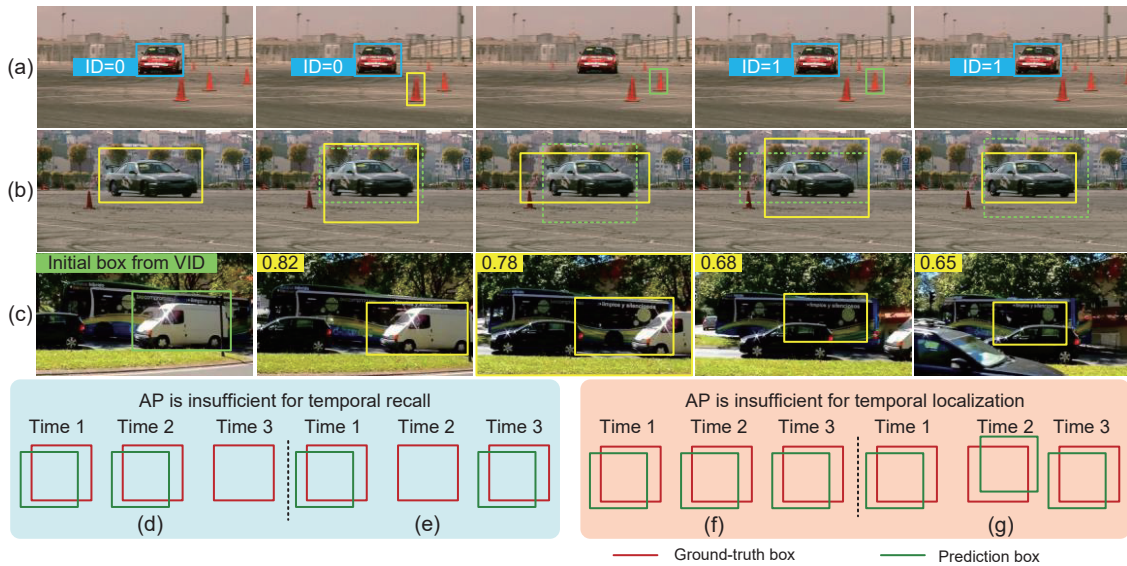 (a)
ID=0
ID=0
ID=1
ID=1
(b)
(c)
Initial box from VID
0.82
0.78
0.68
0.65
AP is insufficient for temporal recall
Time 1
Time 2
Time 3
Time 1
Time 2
Time 3
(d)
(e)
AP is insufficient for temporal localization
Time 1
Time 2
Time 3
Time 1
Time 2
Time 3
(f)
(g)
Ground-truth box
Prediction box